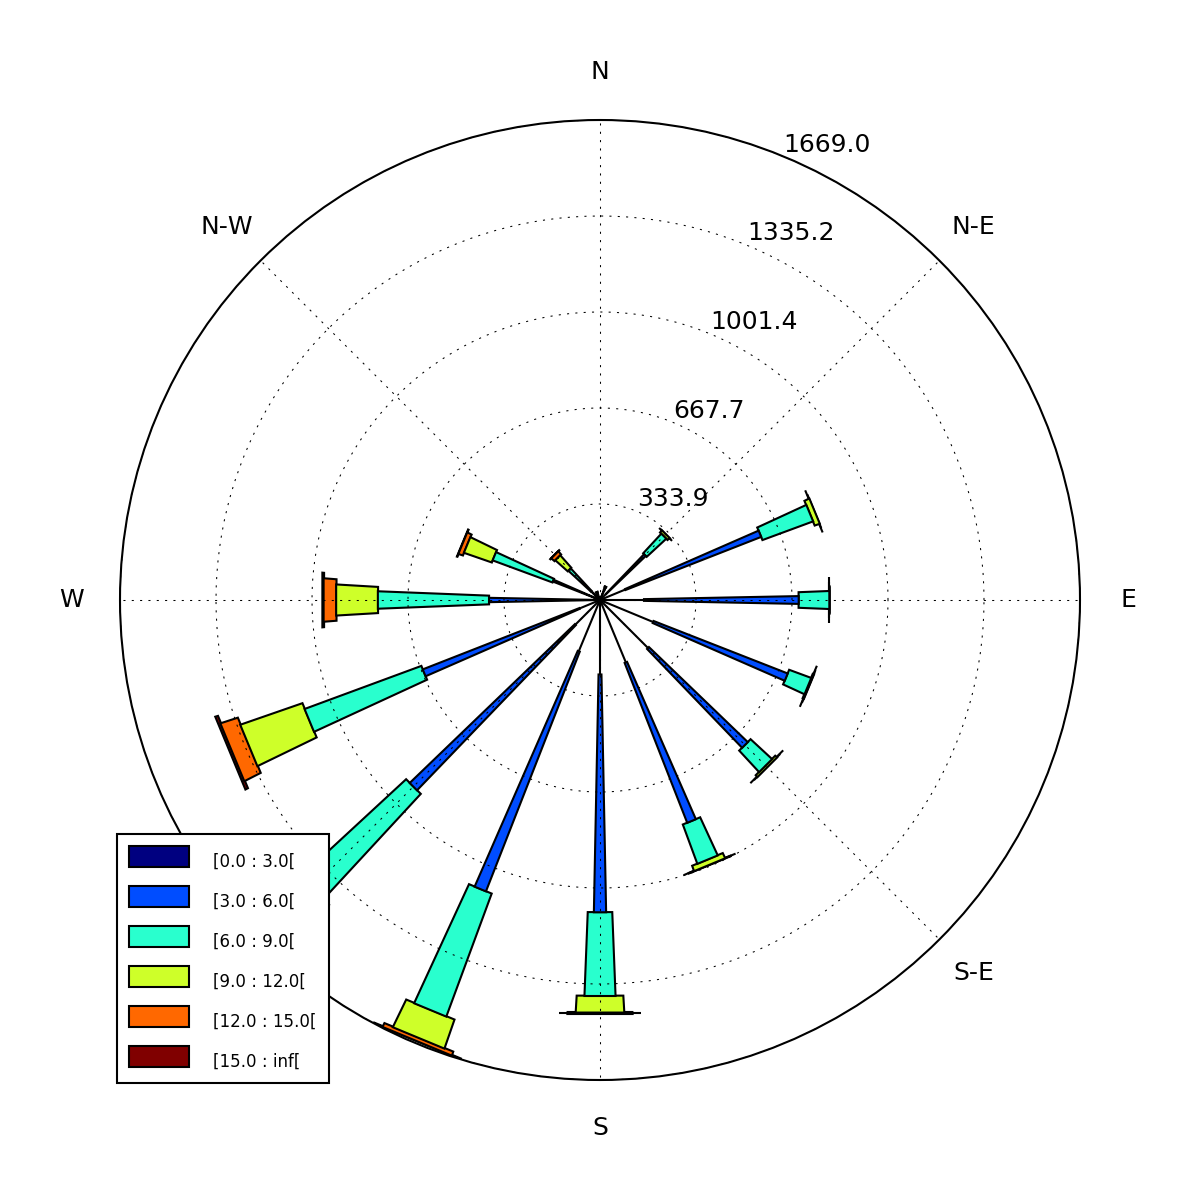 N
1669.0
N-W
N-E
1335.2
1001.4
667.7
333.9
W
E
[0.0 : 3.0[
[3.0 : 6.0[
[6.0 : 9.0[
[9.0 : 12.0[
[12.0 : 15.0[
[15.0 : inf[
S-E
S